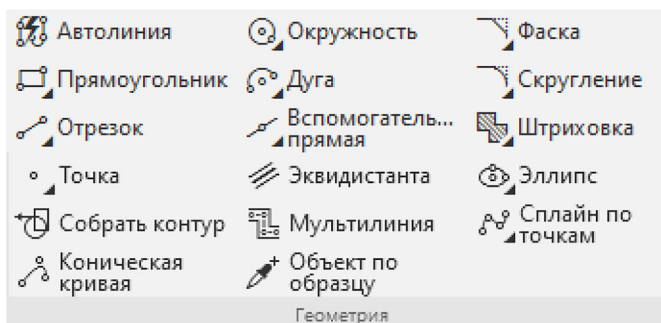 Автолиния
Окружность
Фаска
Прямоугольник
Дуга
Скругление
Отрезок
Вспомогатель...
прямая
Штриховка
Точка
Эквидистанта
Эллипс
Собрать контур
Мультилиния
Сплайн по
точкам
Коническая
кривая
Объект по
образцу
Геометрия